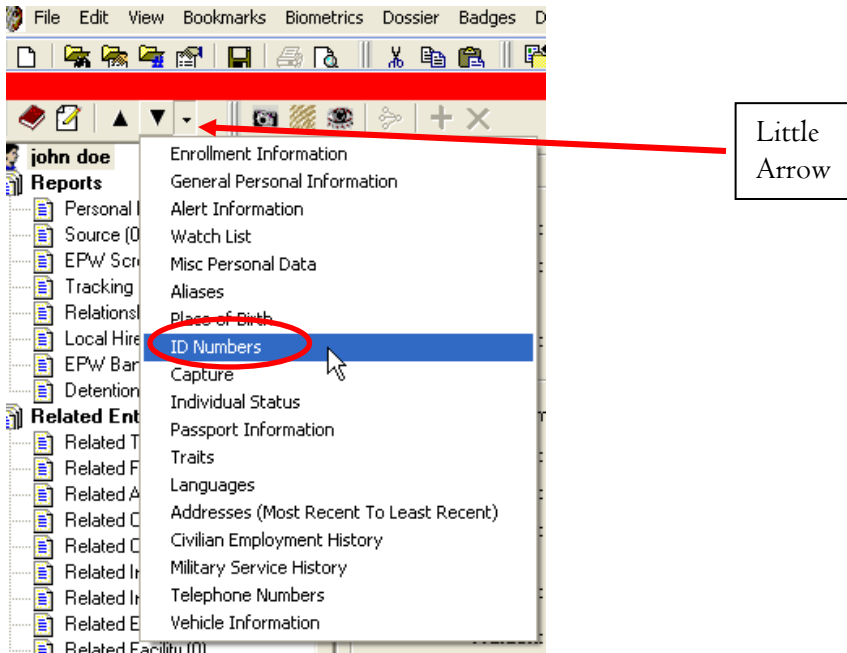 File Edit View Bookmarks Biometrics Dossier Badges
Little
Arrow
john doe
Reports
Personal
Source (0
EPW Scr
Tracking
Relations
Local Hire
EPW Bar
Detention
Related Ent
Related T
Related F
Related A
Related
Related
Related
Related
Related E
Related Facility (0)
Enrollment Information
General Personal Information
Alert Information
Watch List
Misc Personal Data
Aliases
Place of Birth
ID Numbers
Capture
Individual Status
Passport Information
Traits
Languages
Addresses (Most Recent To Least Recent)
Civilian Employment History
Military Service History
Telephone Numbers
Vehicle Information